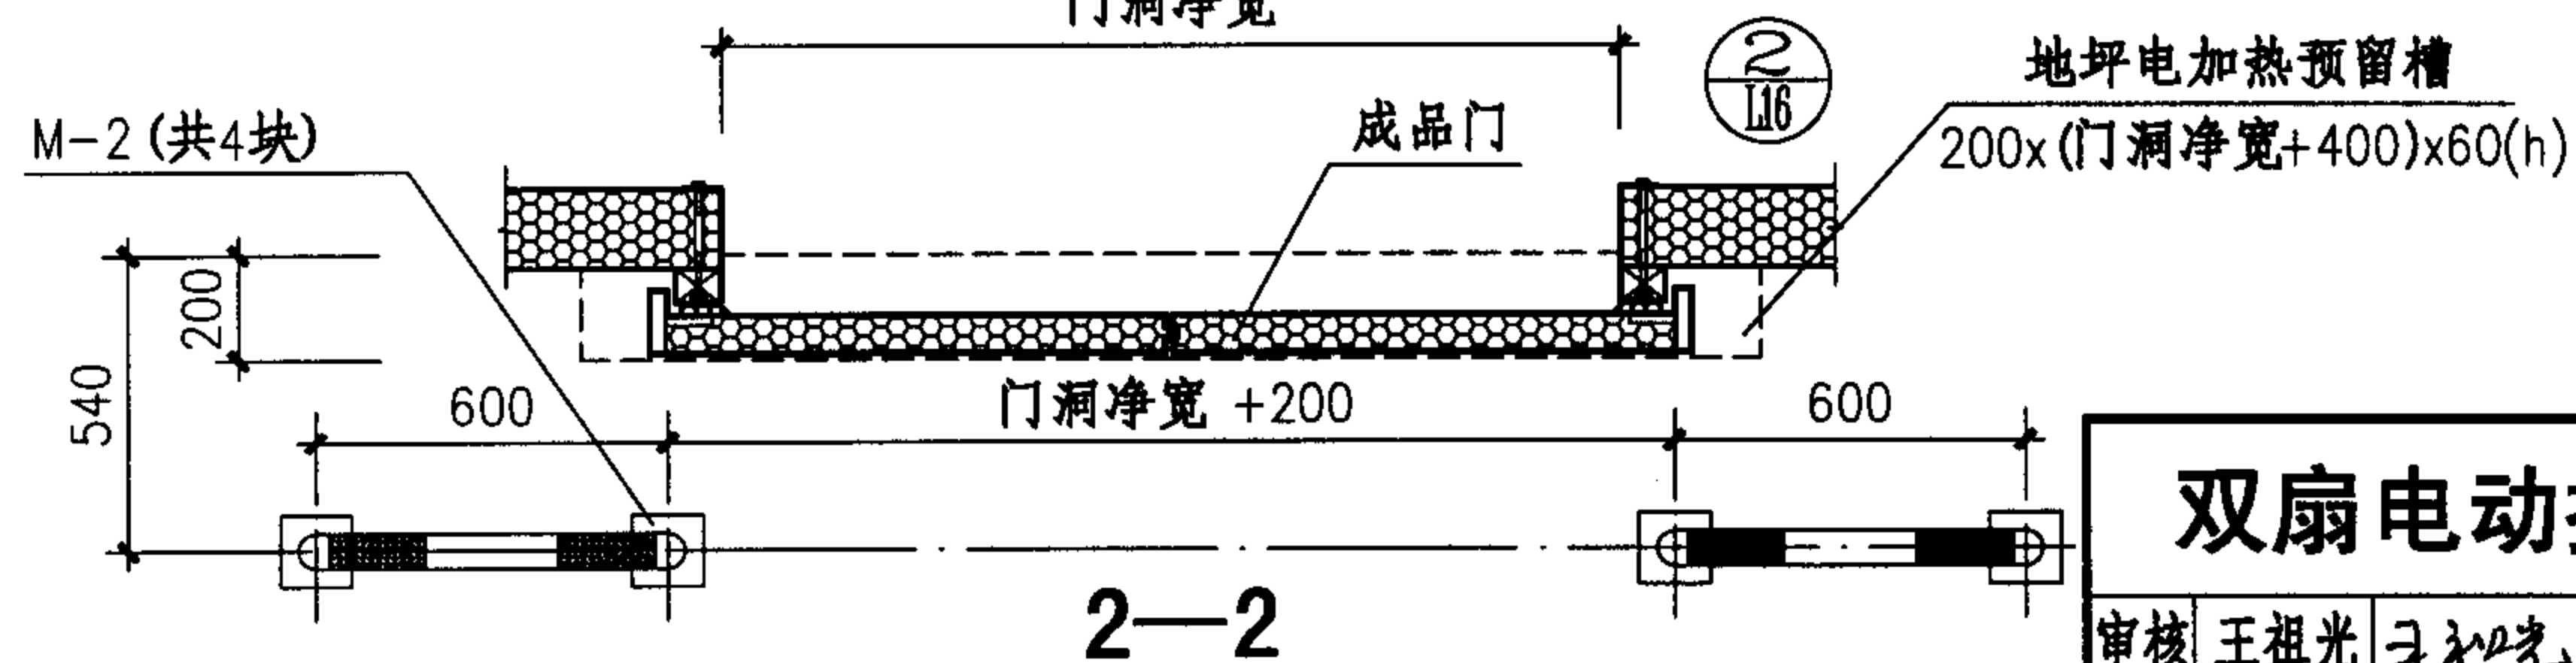 门洞净宽
2
L16
地坪电加热预留槽
200x(门洞净宽+400)x60(h)
成品门
M-2(共4块)
200
540
600
门洞净宽 +200
600
双扇电动
2—2
审核 王祖光